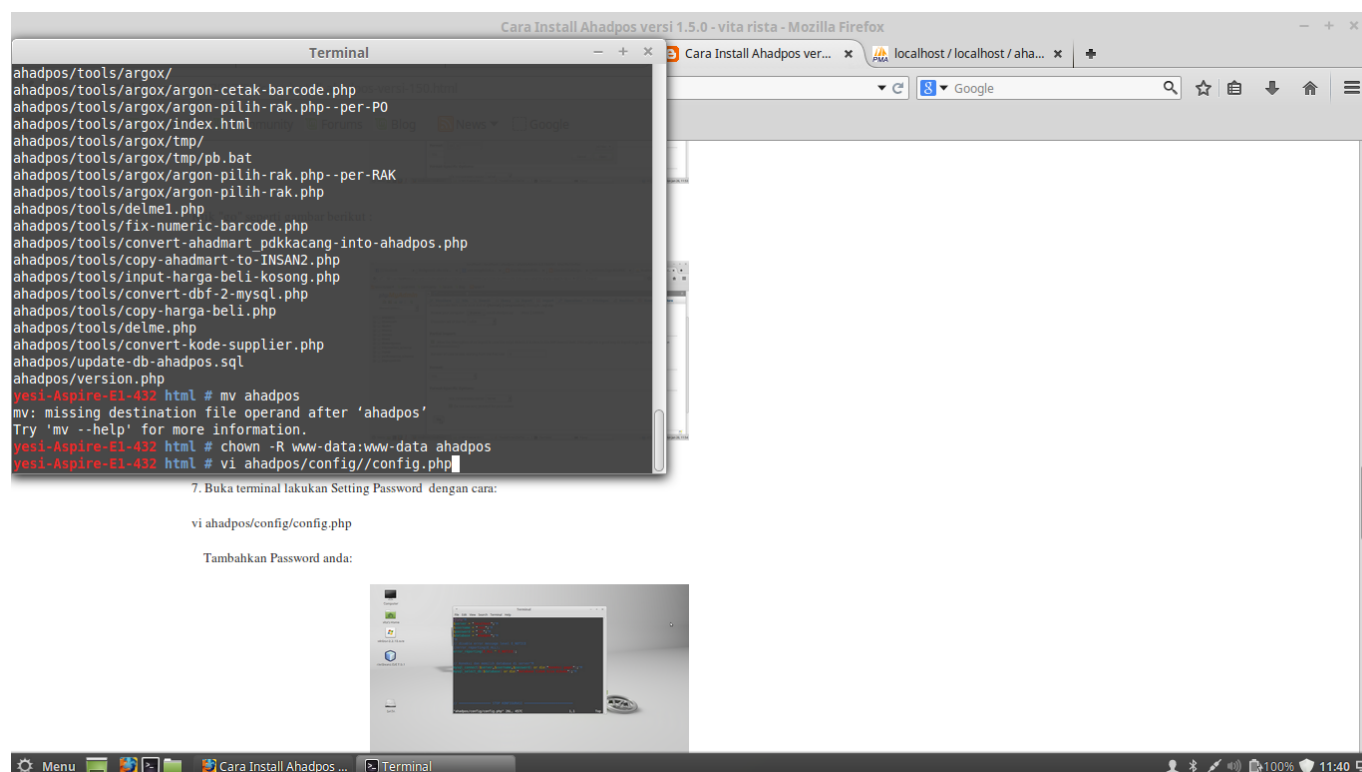 Cara Install Ahadpos versi 1.5.0 - vita rista - Mozilla Firefox
Terminal
Cara Install Ahadpos ver...
localhost / localhost / aha...
Google
ahadpos/tools/argox/
ahadpos/tools/argox/argon-cetak-barcode.php
ahadpos/tools/argox/argon-pilih-rak.php--per-PO
ahadpos/tools/argox/index.html
ahadpos/tools/argox/tmp/
ahadpos/tools/argox/tmp/pb.bat
ahadpos/tools/argox/argon-pilih-rak.php--per-RAK
ahadpos/tools/argox/argon-pilih-rak.php
ahadpos/tools/delme1.php
ahadpos/tools/fix-numeric-barcode.php
ahadpos/tools/convert-ahadmart_pdkkacang-into-ahadpos.php
ahadpos/tools/copy-ahadmart-to-INSAN2.php
ahadpos/tools/input-harga-beli-kosong.php
ahadpos/tools/convert-dbf-2-mysql.php
ahadpos/tools/copy-harga-beli.php
ahadpos/tools/delme.php
ahadpos/tools/convert-kode-supplier.php
ahadpos/update-db-ahadpos.sql
ahadpos/version.php
yesi-Aspire-E1-432 html # mv ahadpos
mv: missing destination file operand after ‘ahadpos’
Try 'mv --help' for more information.
yesi-Aspire-E1-432 html # chown -R www-data:www-data ahadpos
yesi-Aspire-E1-432 html # vi ahadpos/config//config.php
7. Buka terminal lakukan Setting Password dengan cara:
vi ahadpos/config/config.php
Tambahkan Password anda:
Menu
Cara Install Ahadpos ...
Terminal
100%
11:40